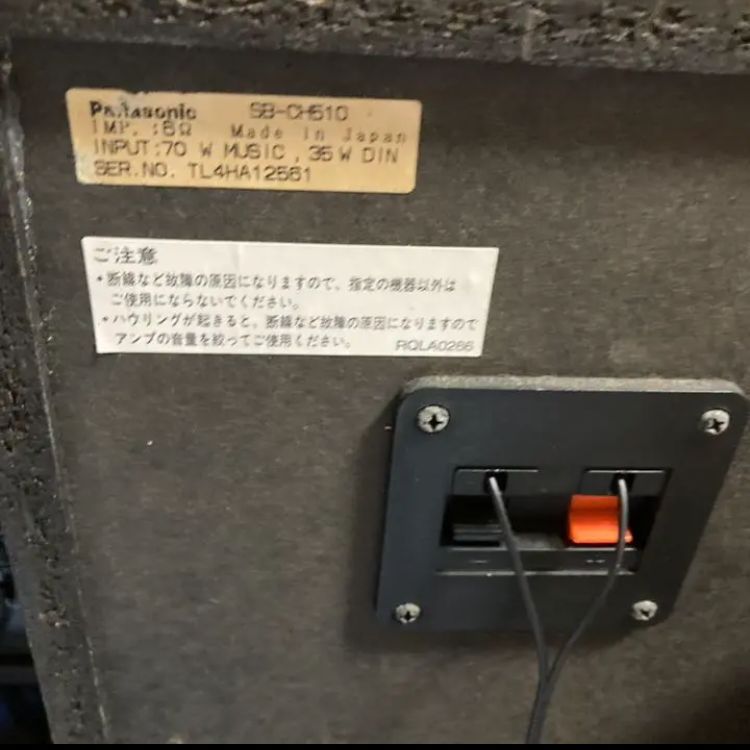 Panasonic SB-CH510
IMP. :8Ω Made in Japan
INPUT:70 W MUSIC , 35 W DIN
SER.NO. TL4HA12561
ご注意
・断線など故障の原因になりますので、指定の機器以外は
ご使用にならないでください。
・ハウリングが起きると、断線など故障の原因になりますので
アンプの音量を絞ってご使用ください。 RQLA0266
− ++